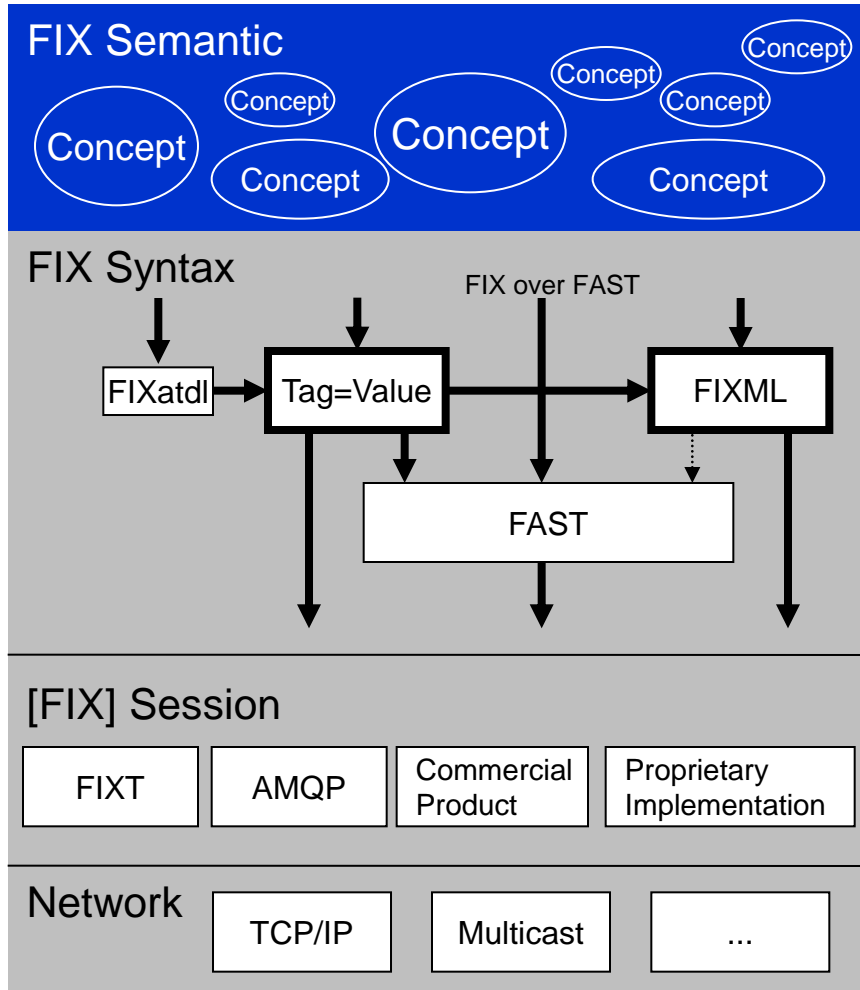 FIX Semantic
Concept
Concept
Concept
Concept
Concept
Concept
Concept
Concept
FIX Syntax
FIX over FAST
FIXatdl
Tag=Value
FIXML
FAST
[FIX] Session
FIXT
AMQP
Commercial
Product
Proprietary
Implementation
Network
TCP/IP
Multicast
...